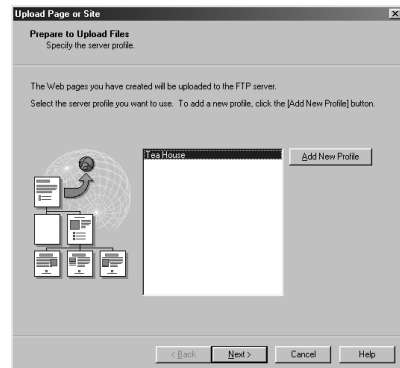 Upload Page or Site
Prepare to Upload Files
Specify the server profile.
The Web pages you have created will be uploaded to the FTP server.
Select the server profile you want to use. To add a new profile, click the [Add New Profile] button.
Tea House
Add New Profile
< Back
Next >
Cancel
Help